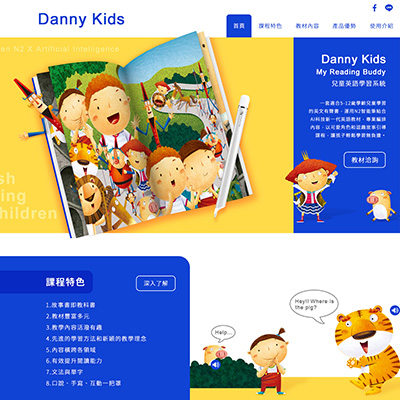 Danny Kids
首頁 課程特色 教材內容 產品優勢 使用介紹
N2 X Artificial Intelligence
Danny Kids
My Reading Buddy
兒童英語學習系統
一套適合5-12歲學齡兒童學習
的英文有聲書，運用N2智能筆結合
AI科技新一代英語教材，專業編排
內容，以可愛角色和逗趣故事引導
課程，讓孩子輕鬆學習無負擔。
教材洽詢
sh
ing
hildren
課程特色
深入了解
1.故事書即教科書
2.教材豐富多元
3.教學內容活潑有趣
4.先進的學習方法和新穎的教學理念
5.內容橫跨各領域
6.有效提升閱讀能力
7.文法與單字
8.口說，手寫、互動一把罩
Help...
Hey!! Where is
the pig?